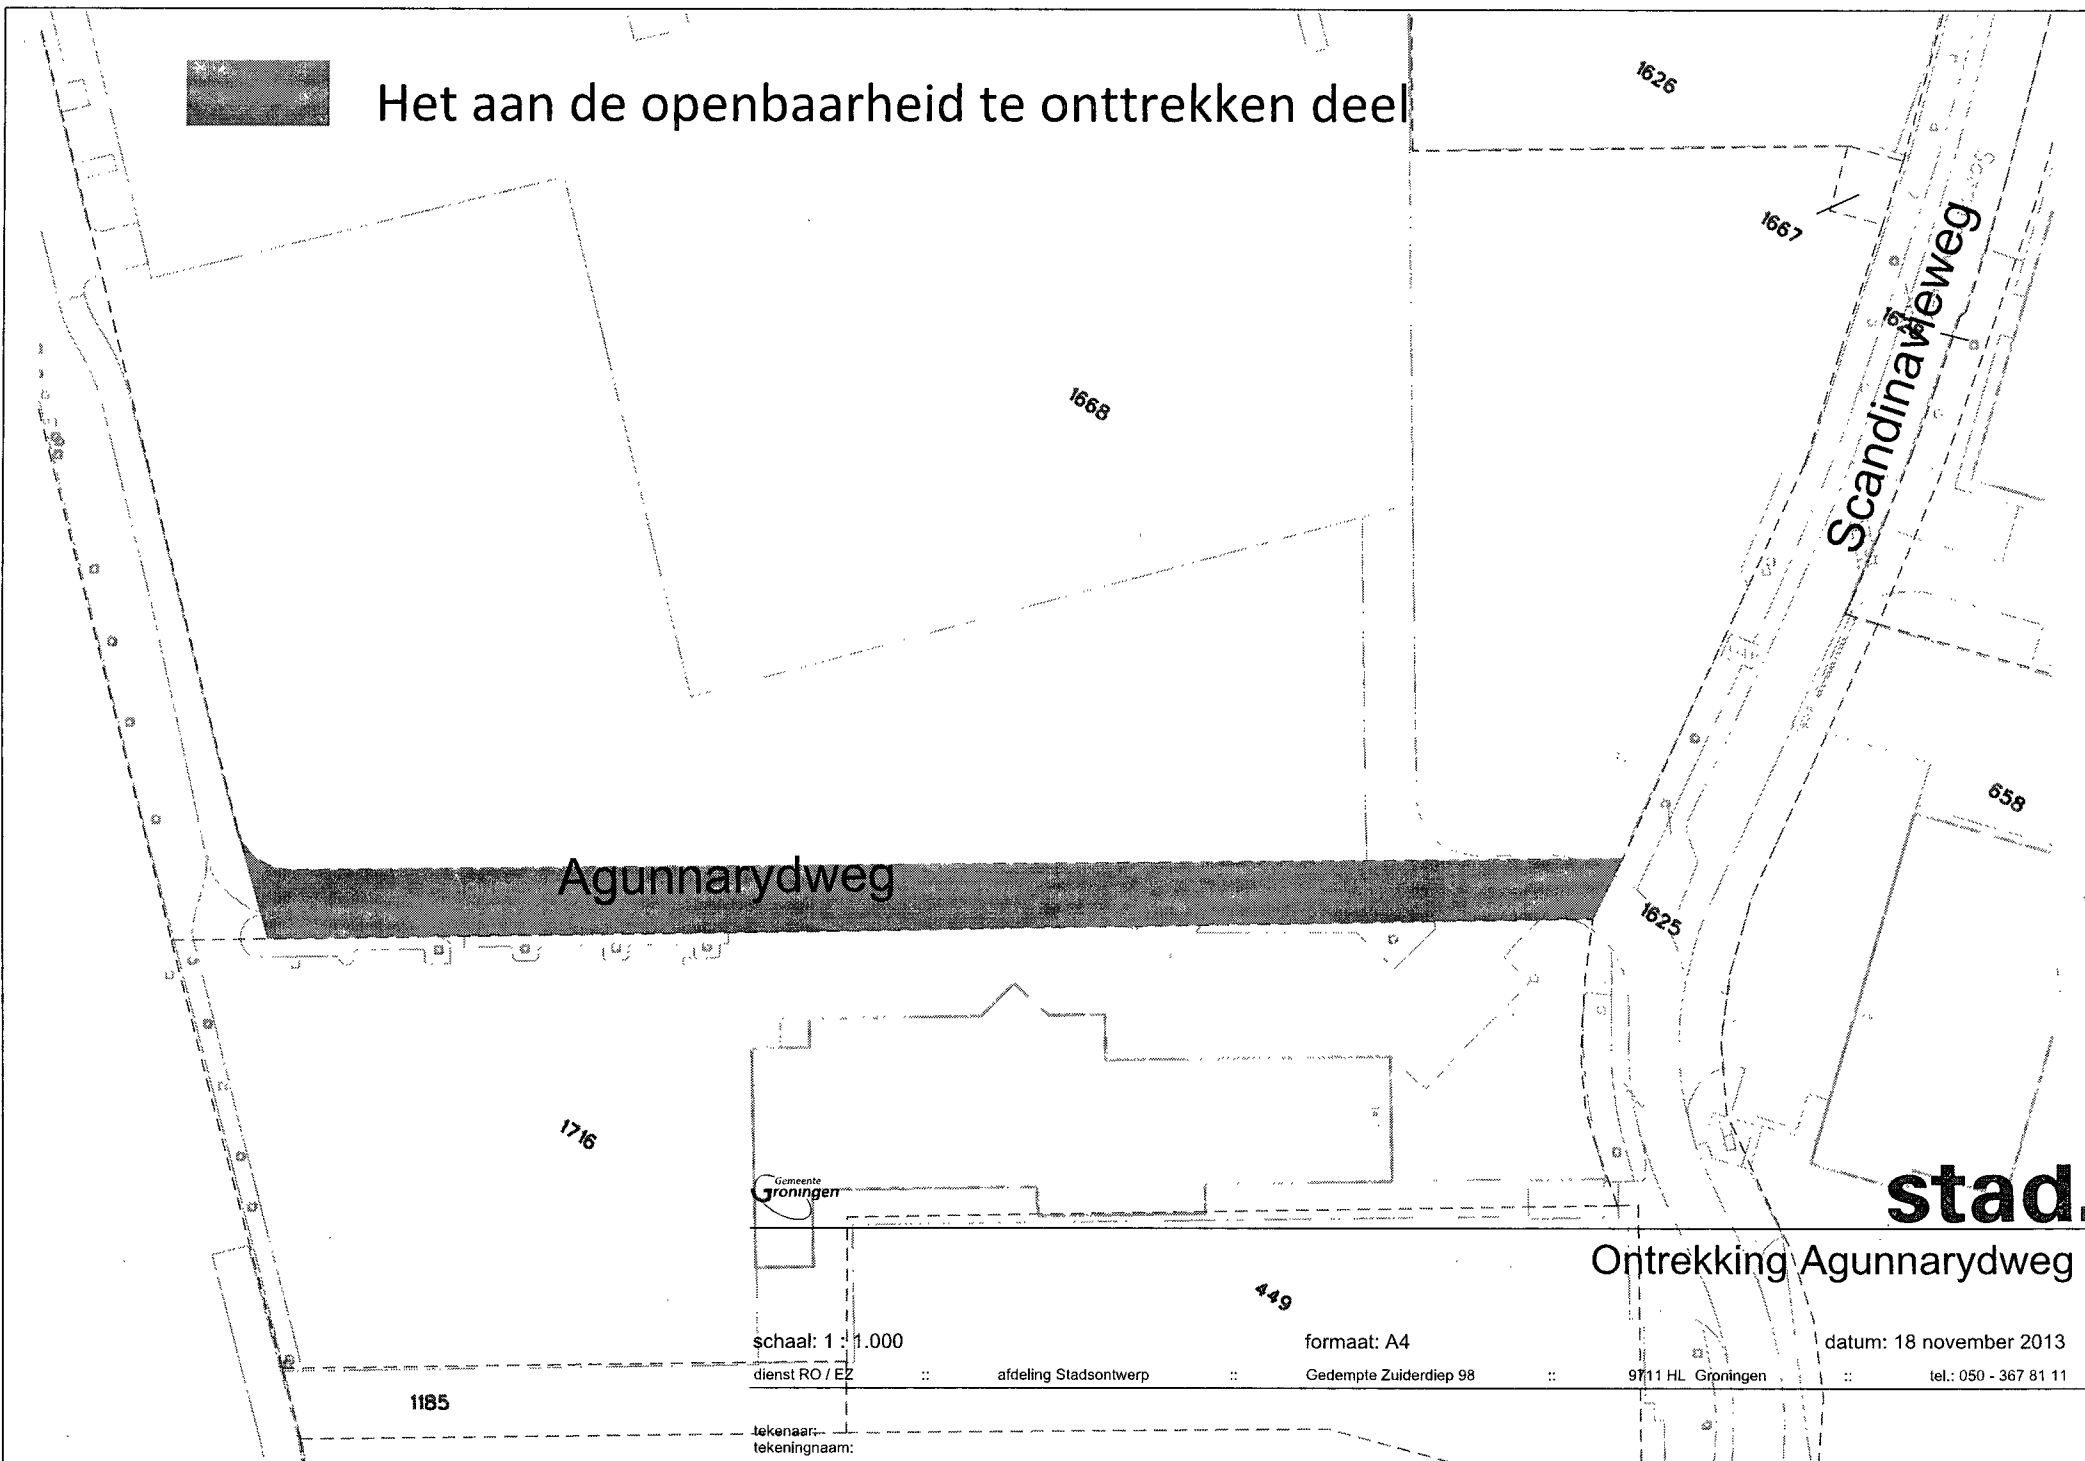 Het aan de openbaarheid te onttrekken deel
1626
1667
Scandinavieweg
1668
658
Agunnarydweg
1625
1716
Gemeente
Groningen
stad.
Ontrekking Agunnarydweg
449
schaal: 1 : 1.000 formaat: A4 datum: 18 november 2013
dienst RO / EZ :: afdeling Stadsontwerp :: Gedempte Zuiderdiep 98 :: 9711 HL Groningen :: tel.: 050 - 367 81 11
1185
tekenaar:
tekeningnaam: